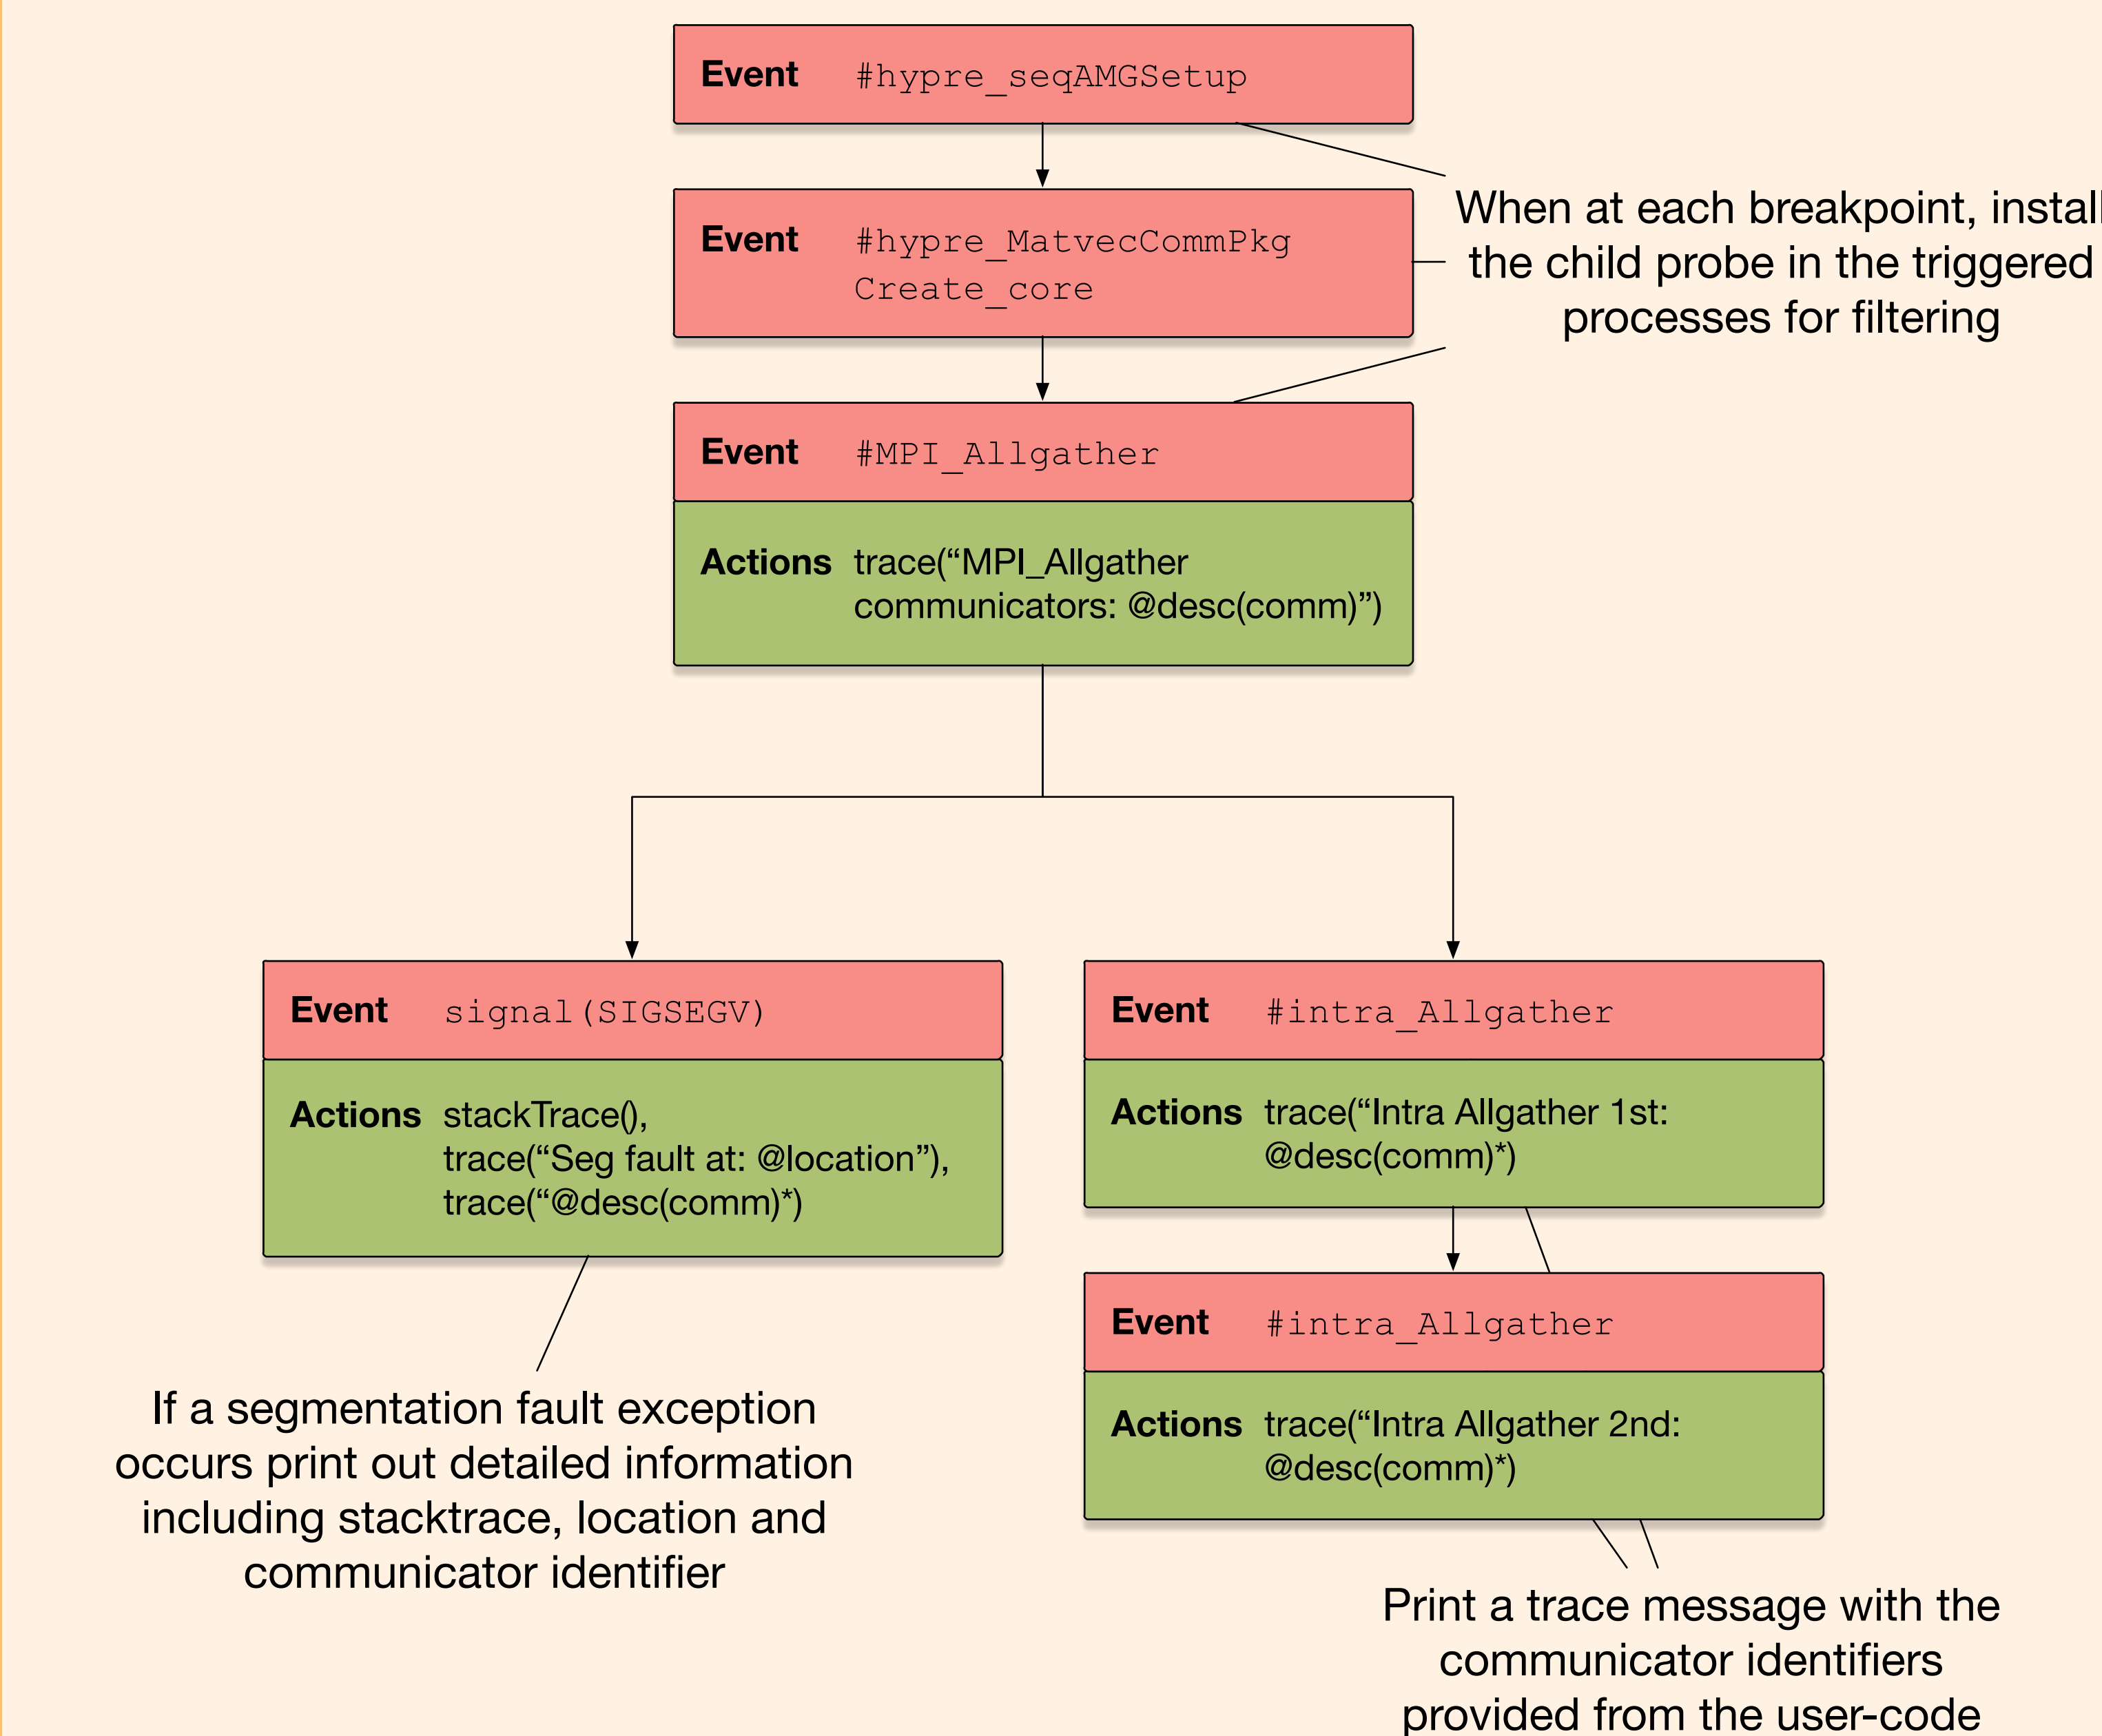 Event #hypre_seqAMGSetup
When at each breakpoint, install
the child probe in the triggered
processes for filtering
Event #hypre_MatvecCommPkg
Create_core
Event #MPI_Allgather
Actions trace(“MPI_Allgather
communicators: @desc(comm)”)
Event signal(SIGSEGV)
Actions stackTrace(),
trace(“Seg fault at: @location”),
trace(“@desc(comm)*)
If a segmentation fault exception
occurs print out detailed information
including stacktrace, location and
communicator identifier
Event #intra_Allgather
Actions trace(“Intra Allgather 1st:
@desc(comm)*)
Event #intra_Allgather
Actions trace(“Intra Allgather 2nd:
@desc(comm)*)
Print a trace message with the
communicator identifiers
provided from the user-code